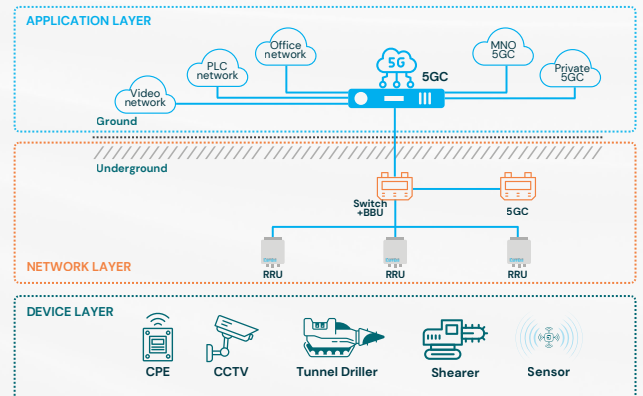 APPLICATION LAYER
Office
network
MNO
5GC
5G
5GC
PLC
network
Private
5GC
Video
network
Ground
Underground
Switch
+BBU
5GC
NETWORK LAYER
RRU
RRU
RRU
DEVICE LAYER
CPE
CCTV
Tunnel Driller
Shearer
Sensor